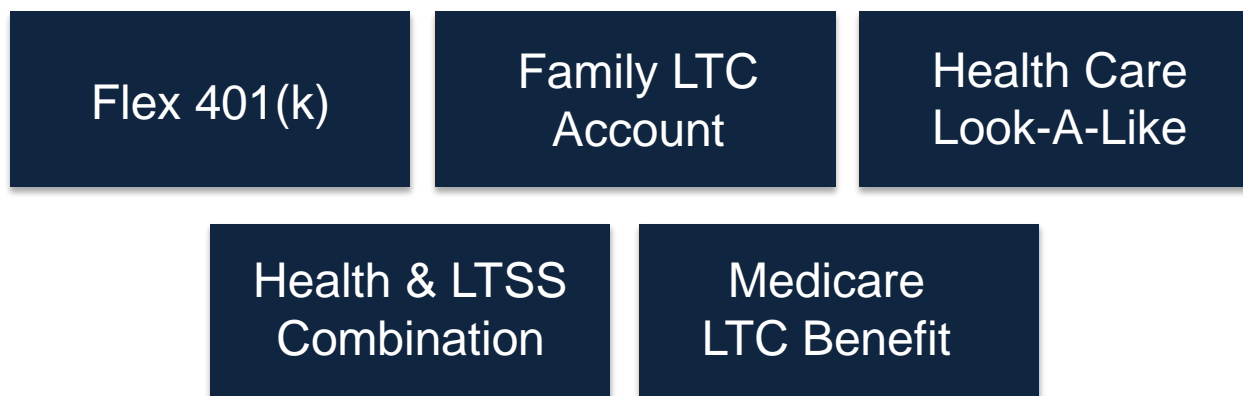 Flex 401(k)
Family LTC
Account
Health Care
Look-A-Like
Health & LTSS
Combination
Medicare
LTC Benefit